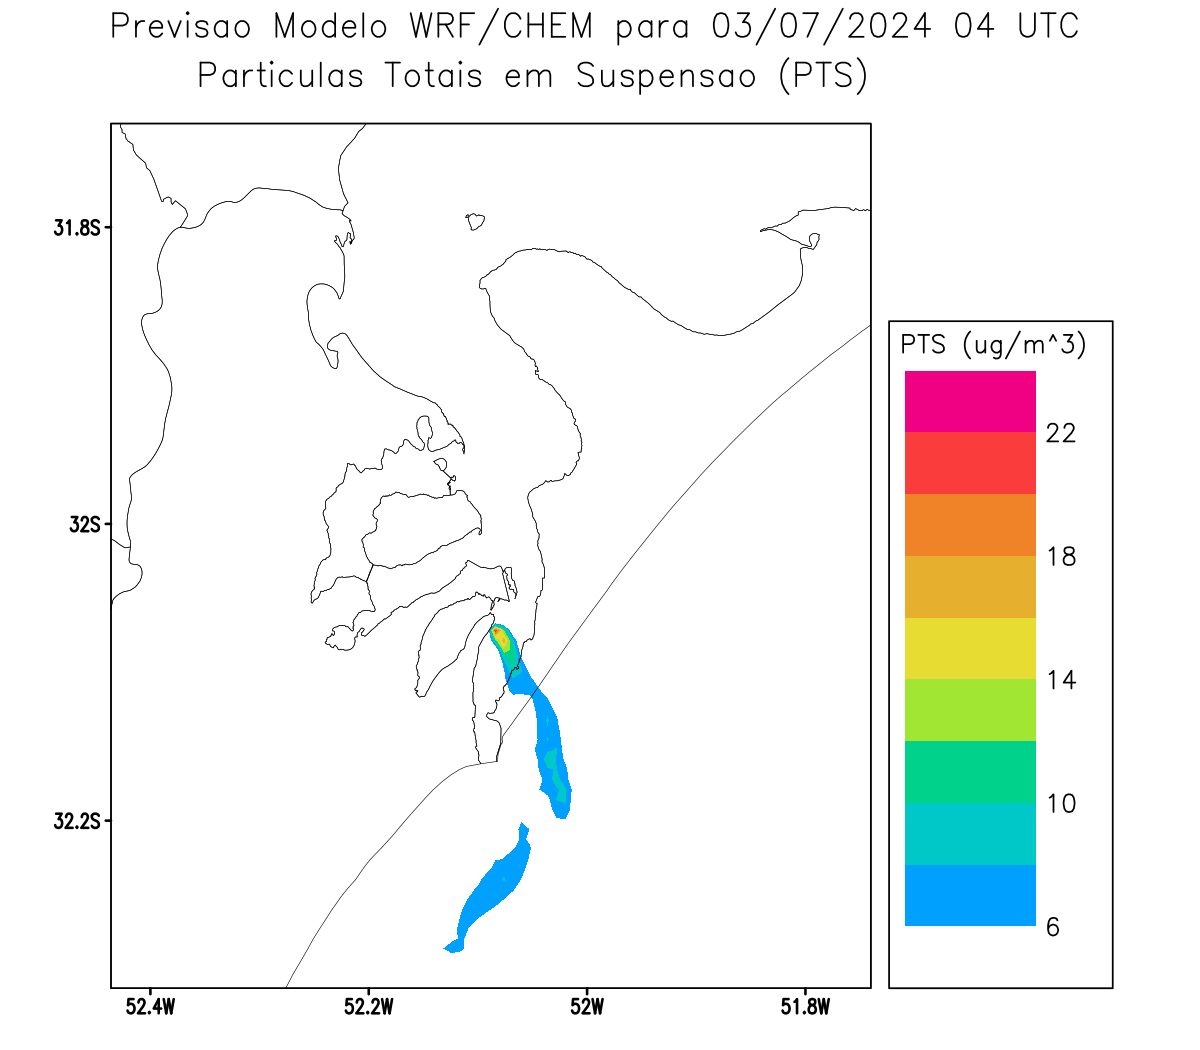 Previsao Modelo WRF/CHEM para 03/07/2024 04 UTC
Particulas Totais em Suspensao (PTS)
31.8S
32S
32.2S
52.4W
52.2W
52W
51.8W
PTS (ug/m^3)
22
18
14
10
6